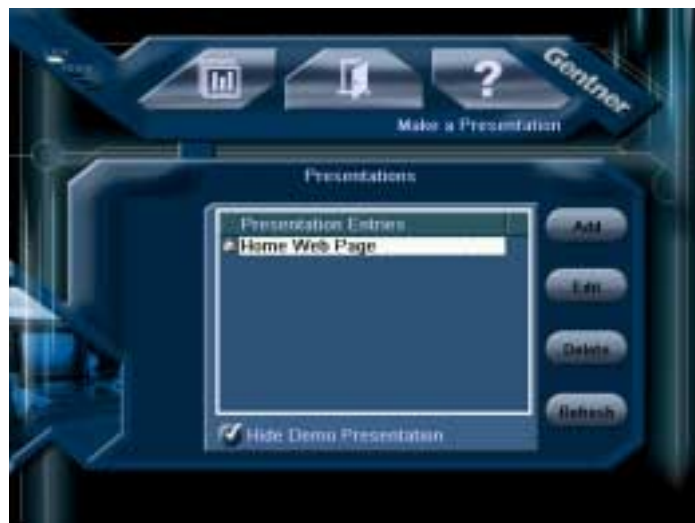 Gentner
?
Make a Presentation
Presentations
Presentation Entries
Home Web Page
Add
Edit
Delete
Refresh
Hide Demo Presentation